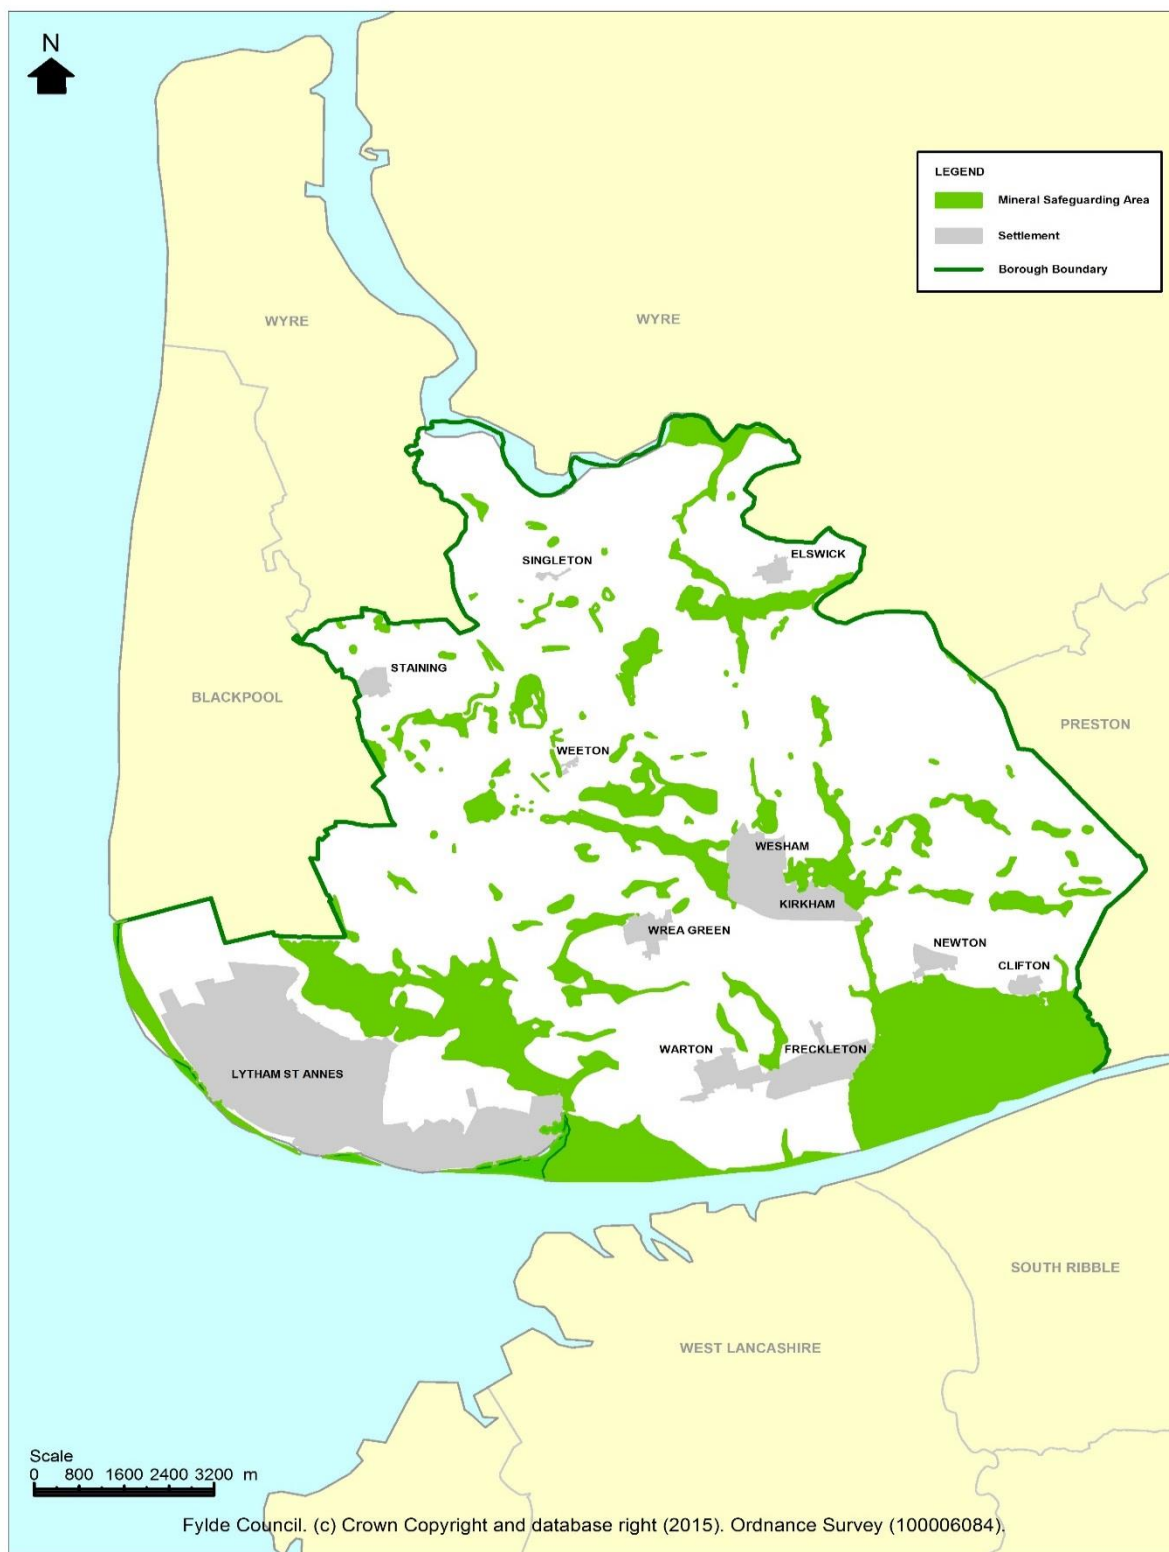 N
LEGEND
Mineral Safeguarding Area
Settlement
Borough Boundary
WYRE
WYRE
ELSWICK
SINGLETON
STAINING
BLACKPOOL
PRESTON
WEETON
WESHAM
KIRKHAM
WREA GREEN
NEWTON
CLIFTON
WARTON
FRECKLETON
LYTHAM ST ANNES
SOUTH RIBBLE
WEST LANCASHIRE
Scale
0 800 1600 2400 3200 m
Fylde Council. (c) Crown Copyright and database right (2015). Ordnance Survey (100006084).